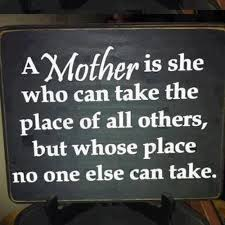 A Mother is she
who can take the
place of all others,
but whose place
no one else can take.